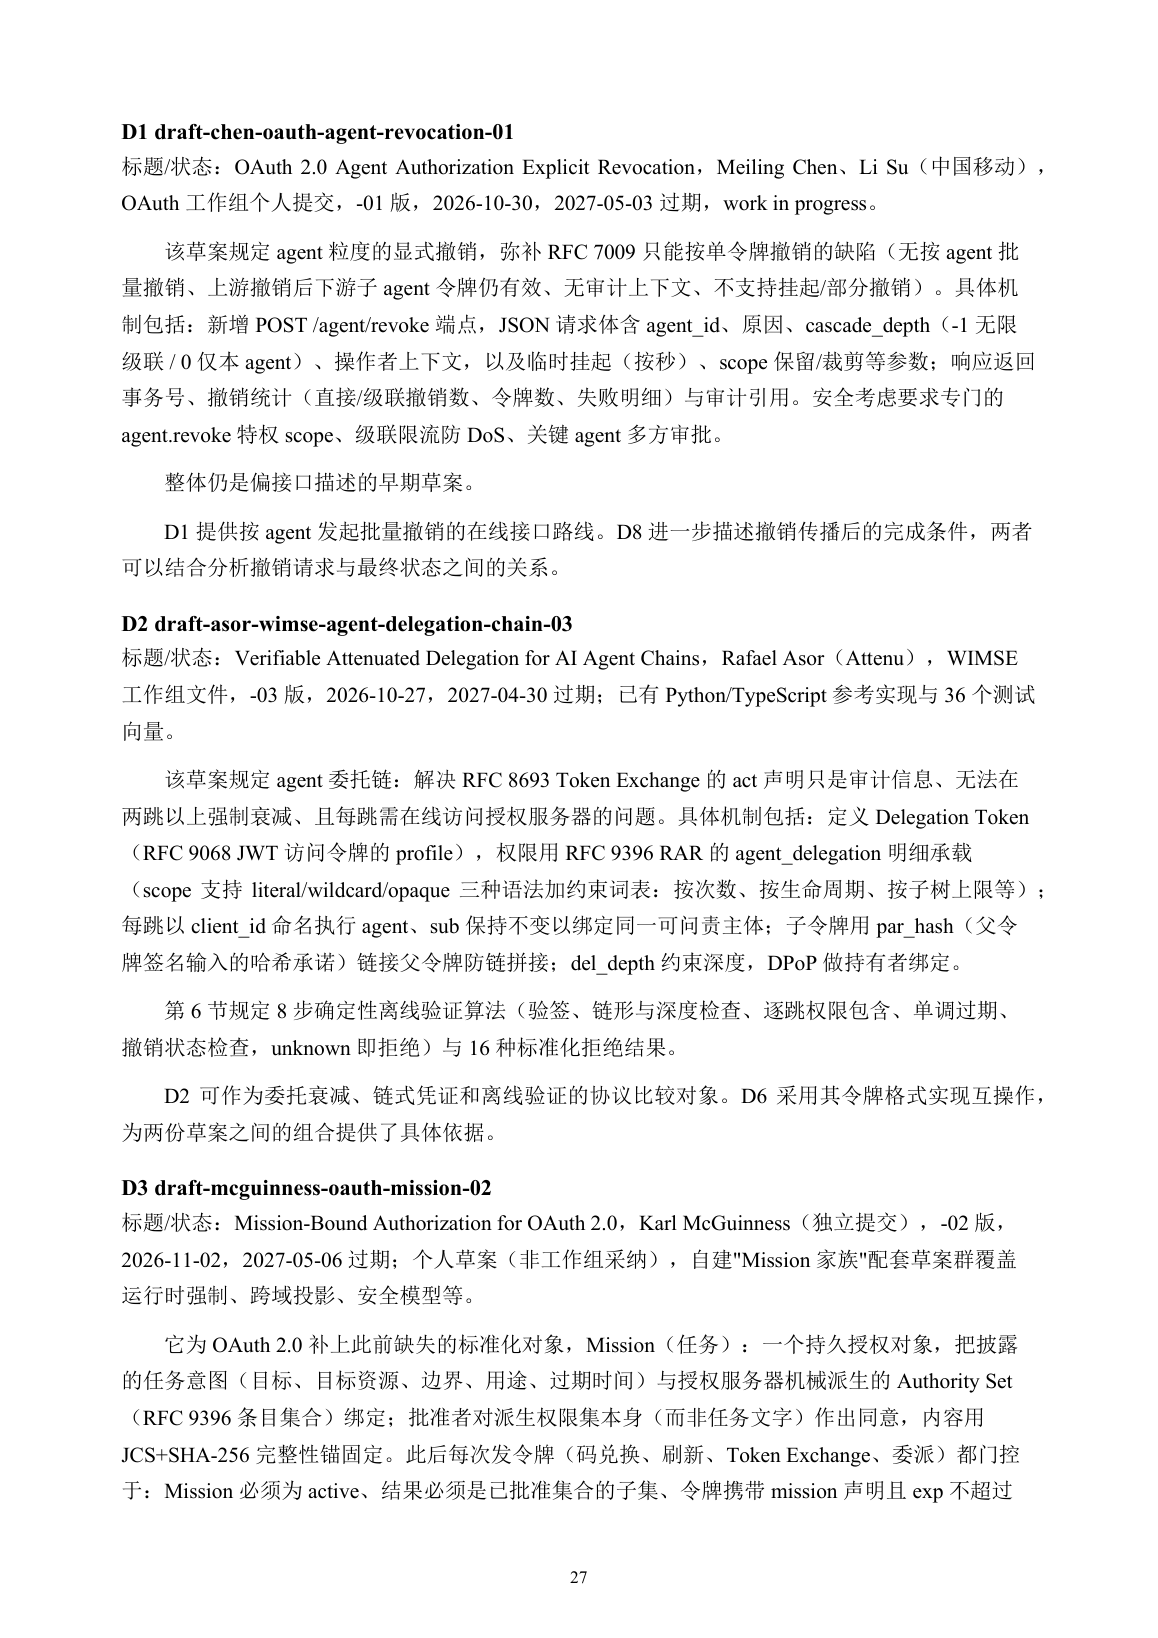 D1 draft-chen-oauth-agent-revocation-01
标题/状态：OAuth 2.0 Agent Authorization Explicit Revocation，Meiling Chen、Li Su（中国移动），
OAuth 工作组个人提交，-01 版，2026-10-30，2027-05-03 过期，work in progress。
该草案规定 agent 粒度的显式撤销，弥补 RFC 7009 只能按单令牌撤销的缺陷（无按 agent 批
量撤销、上游撤销后下游子 agent 令牌仍有效、无审计上下文、不支持挂起/部分撤销）。具体机
制包括：新增 POST /agent/revoke 端点，JSON 请求体含 agent_id、原因、cascade_depth（-1 无限
级联 / 0 仅本 agent）、操作者上下文，以及临时挂起（按秒）、scope 保留/裁剪等参数；响应返回
事务号、撤销统计（直接/级联撤销数、令牌数、失败明细）与审计引用。安全考虑要求专门的
agent.revoke 特权 scope、级联限流防 DoS、关键 agent 多方审批。
整体仍是偏接口描述的早期草案。
D1 提供按 agent 发起批量撤销的在线接口路线。D8 进一步描述撤销传播后的完成条件，两者
可以结合分析撤销请求与最终状态之间的关系。
D2 draft-asor-wimse-agent-delegation-chain-03
标题/状态：Verifiable Attenuated Delegation for AI Agent Chains，Rafael Asor（Attenu），WIMSE
工作组文件，-03 版，2026-10-27，2027-04-30 过期；已有 Python/TypeScript 参考实现与 36 个测试
向量。
该草案规定 agent 委托链：解决 RFC 8693 Token Exchange 的 act 声明只是审计信息、无法在
两跳以上强制衰减、且每跳需在线访问授权服务器的问题。具体机制包括：定义 Delegation Token
（RFC 9068 JWT 访问令牌的 profile），权限用 RFC 9396 RAR 的 agent_delegation 明细承载
（scope 支持 literal/wildcard/opaque 三种语法加约束词表：按次数、按生命周期、按子树上限等）；
每跳以 client_id 命名执行 agent、sub 保持不变以绑定同一可问责主体；子令牌用 par_hash（父令
牌签名输入的哈希承诺）链接父令牌防链拼接；del_depth 约束深度，DPoP 做持有者绑定。
第 6 节规定 8 步确定性离线验证算法（验签、链形与深度检查、逐跳权限包含、单调过期、
撤销状态检查，unknown 即拒绝）与 16 种标准化拒绝结果。
D2 可作为委托衰减、链式凭证和离线验证的协议比较对象。D6 采用其令牌格式实现互操作，
为两份草案之间的组合提供了具体依据。
D3 draft-mcguinness-oauth-mission-02
标题/状态：Mission-Bound Authorization for OAuth 2.0，Karl McGuinness（独立提交），-02 版，
2026-11-02，2027-05-06 过期；个人草案（非工作组采纳），自建"Mission 家族"配套草案群覆盖
运行时强制、跨域投影、安全模型等。
它为 OAuth 2.0 补上此前缺失的标准化对象，Mission（任务）：一个持久授权对象，把披露
的任务意图（目标、目标资源、边界、用途、过期时间）与授权服务器机械派生的 Authority Set
（RFC 9396 条目集合）绑定；批准者对派生权限集本身（而非任务文字）作出同意，内容用
JCS+SHA-256 完整性锚固定。此后每次发令牌（码兑换、刷新、Token Exchange、委派）都门控
于：Mission 必须为 active、结果必须是已批准集合的子集、令牌携带 mission 声明且 exp 不超过
27